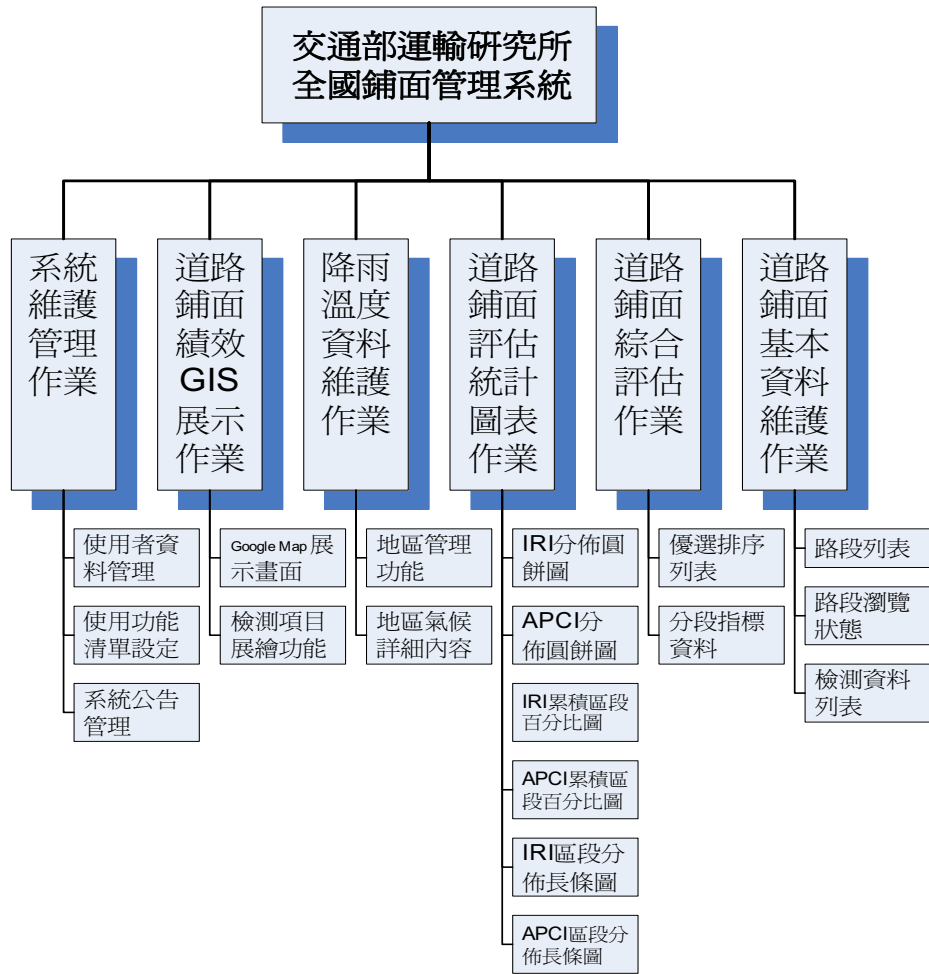 交通部運輸研究所
全國鋪面管理系統
系統
維護
管理
作業
道路
鋪面
績效
GIS
展示
作業
降雨
溫度
資料
維護
作業
道路
鋪面
評估
統計
圖表
作業
道路
鋪面
綜合
評估
作業
道路
鋪面
基本
資料
維護
作業
使用者資
料管理
使用功能
清單設定
系統公告
管理
Google Map 展
示畫面
檢測項目
展繪功能
地區管理
功能
地區氣候
詳細內容
IRI分佈圓
餅圖
APCI分
佈圓餅圖
IRI累積區段
百分比圖
APCI累積區
段百分比圖
IRI區段分
佈長條圖
APCI區段分
佈長條圖
優選排序
列表
分段指標
資料
路段列表
路段瀏覽
狀態
檢測資料
列表